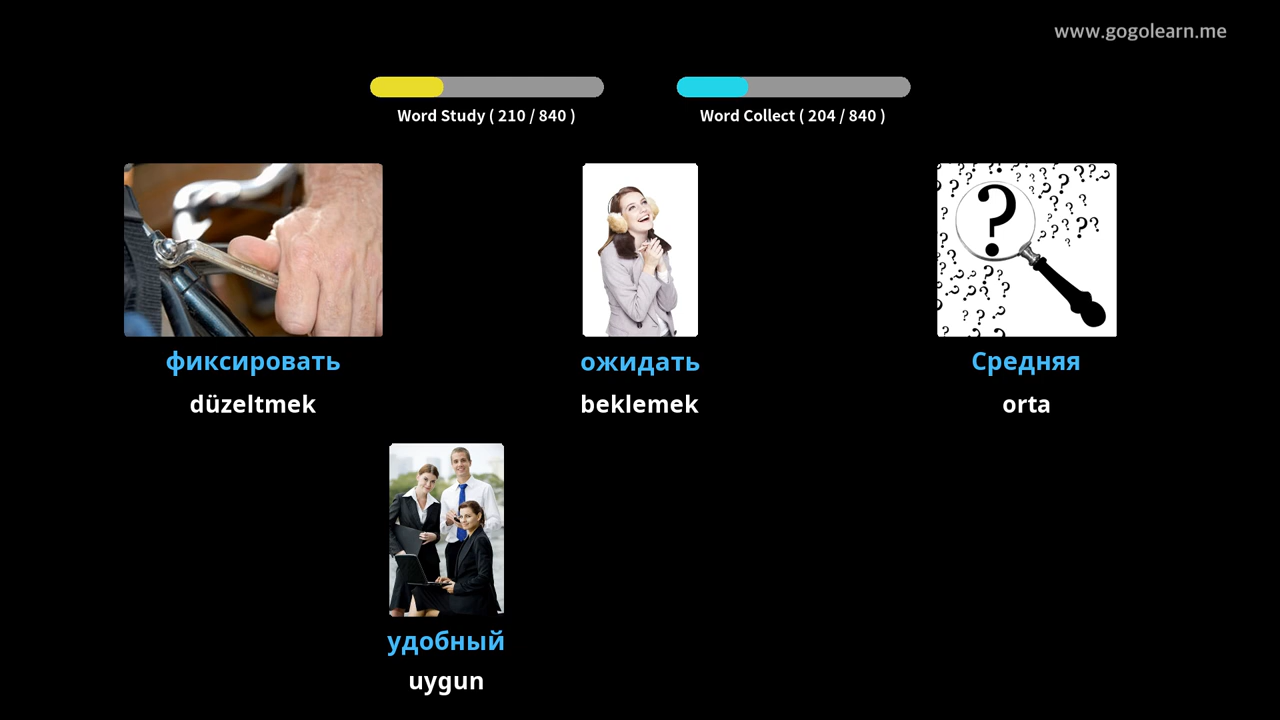 www.gogolearn.me
Word Study ( 210 / 840 )
Word Collect ( 204 / 840 )
фиксировать
düzeltmek
ожидать
beklemek
Средняя
orta
удобный
uygun